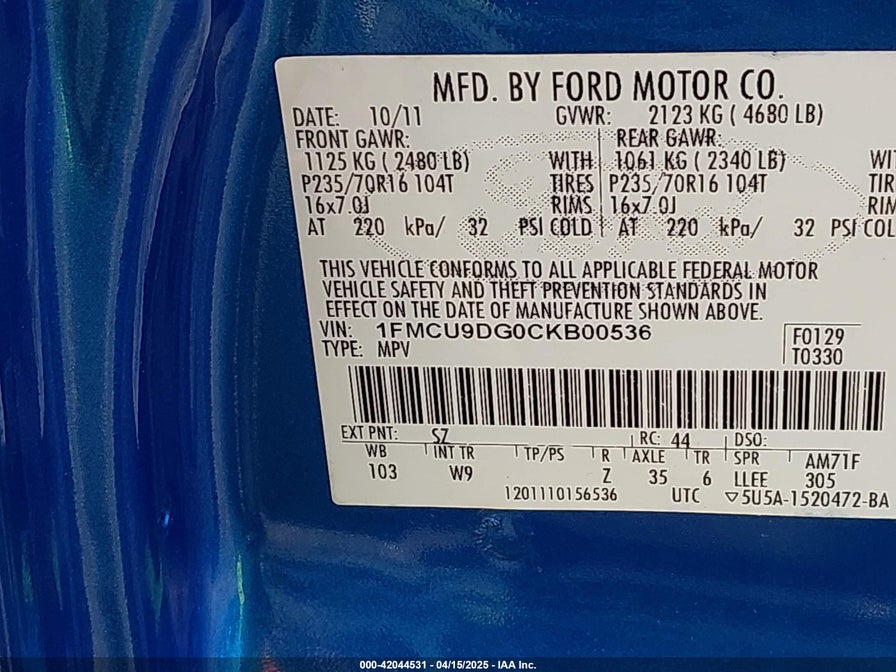 MFD. BY FORD MOTOR CO.
DATE: 10/11 GVWR: 2123 KG ( 4680 LB)
FRONT GAWR: REAR GAWR:
1125 KG ( 2480 LB) WITH 1061 KG ( 2340 LB) WI
P235/70R16 104T TIRES P235/70R16 104T TIR
16x7.0J RIMS 16x7.0J RIM
AT 220 kPa/ 32 PSI COLD AT 220 kPa/ 32 PSI COL
THIS VEHICLE CONFORMS TO ALL APPLICABLE FEDERAL MOTOR
VEHICLE SAFETY AND THEFT PREVENTION STANDARDS IN
EFFECT ON THE DATE OF MANUFACTURE SHOWN ABOVE.
VIN: 1FMCU9DG0CKB00536 F0129
TYPE: MPV T0330
EXT PNT: SZ RC: 44 DSO:
WB INT TR TP/PS R AXLE TR SPR AM71F
103 W9 Z 35 6 LLEE 305
1201110156536 UTC ▽5U5A-1520472-BA
000-42044531 - 04/15/2025 - IAA Inc.